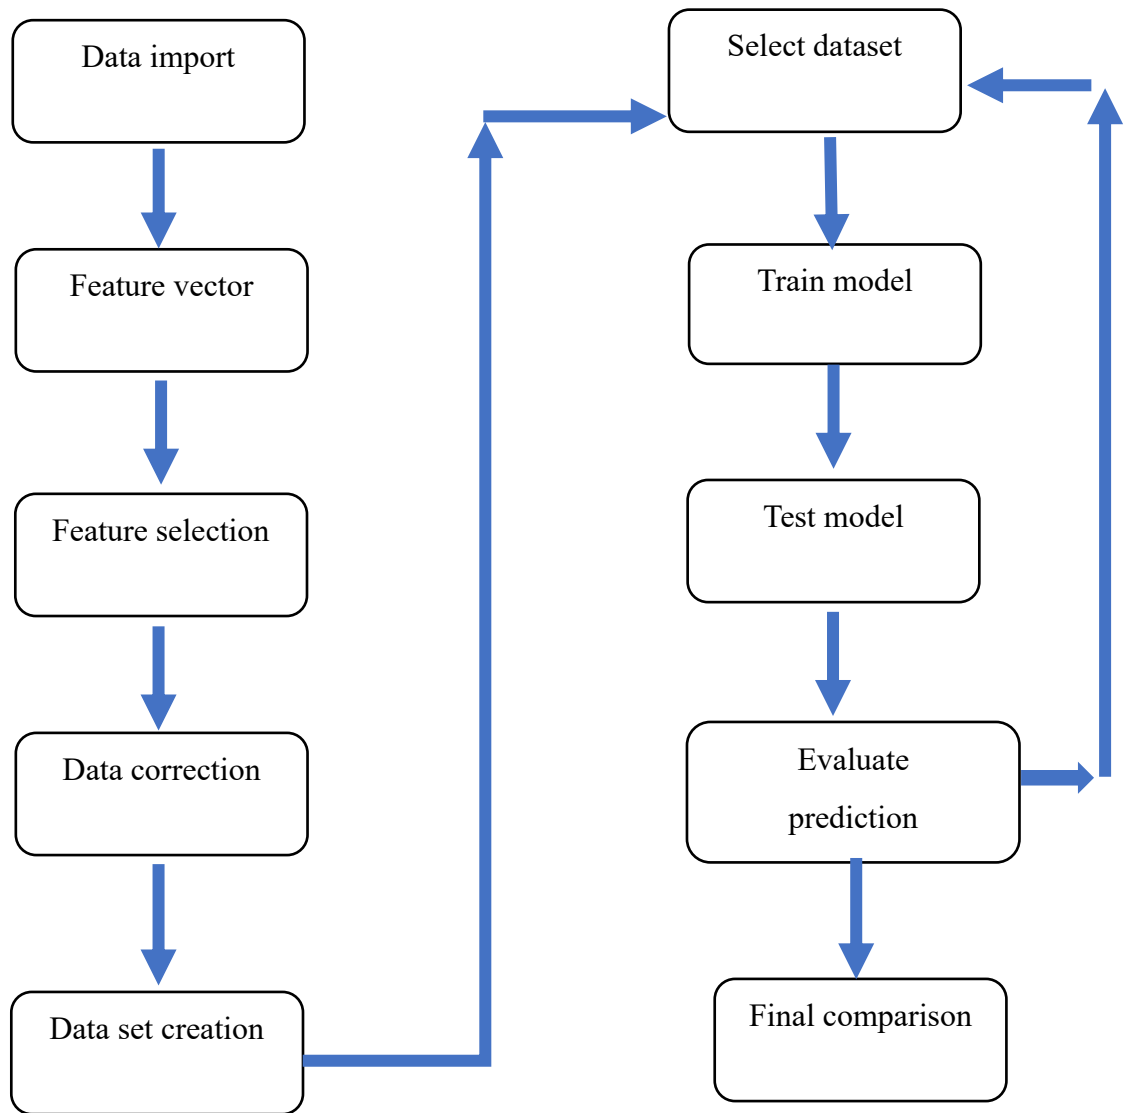 Data import
Feature vector
Feature selection
Data correction
Data set creation
Select dataset
Train model
Test model
Evaluate
prediction
Final comparison